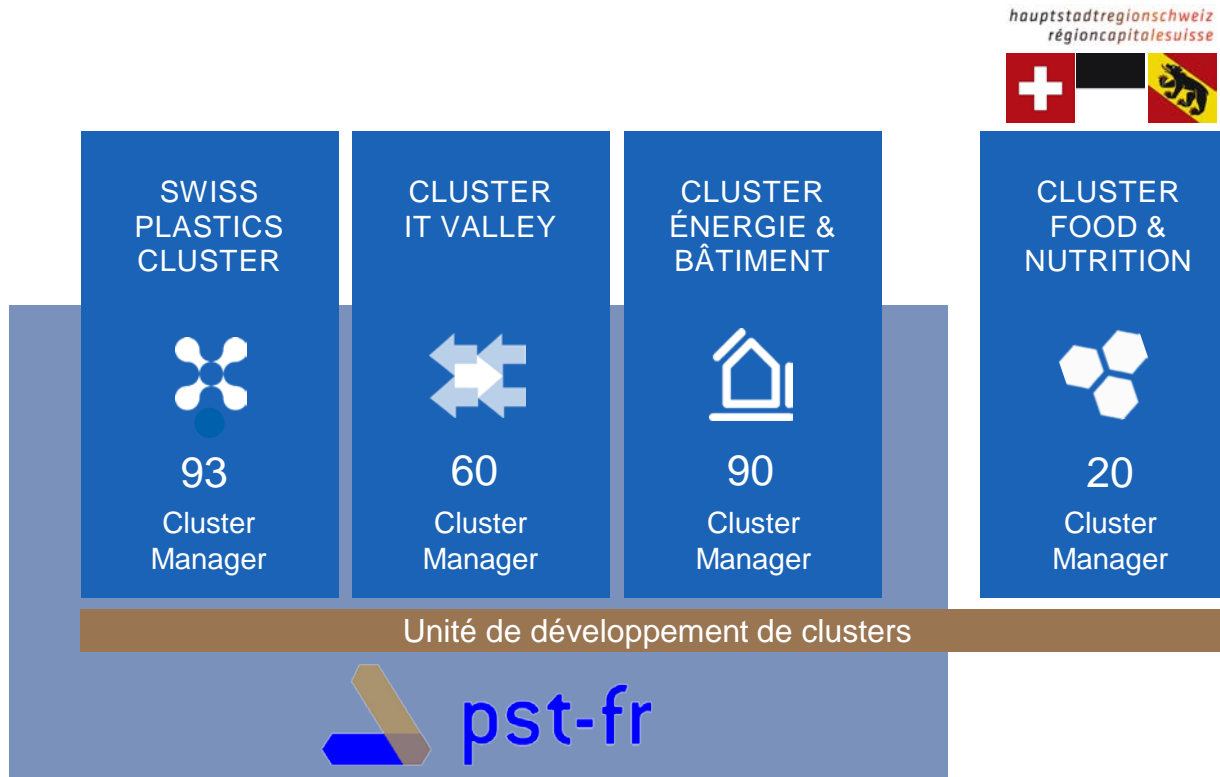 hauptstadtregionschweiz
régioncapitalesuisse
SWISS
PLASTICS
CLUSTER
93
Cluster
Manager
CLUSTER
IT VALLEY
60
Cluster
Manager
CLUSTER
ÉNERGIE &
BÂTIMENT
90
Cluster
Manager
CLUSTER
FOOD &
NUTRITION
20
Cluster
Manager
Unité de développement de clusters
pst-fr